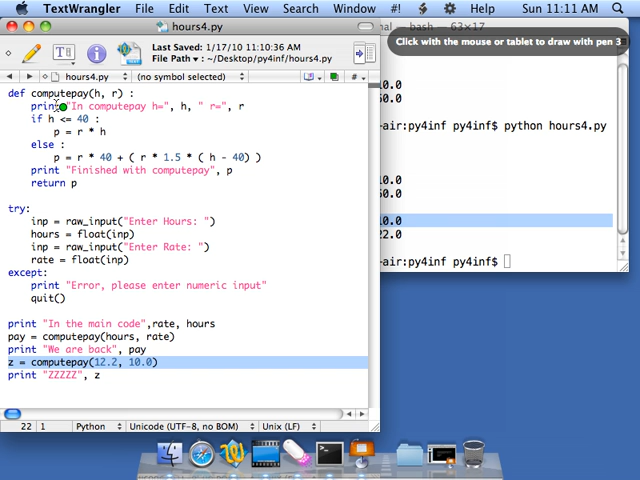 TextWrangler File Edit Text View Search Window Help Sun 11:11 AM
hours4.py
Last Saved: 1/17/10 11:10:36 AM
File Path: ~/Desktop/py4inf/hours4.py
hours4.py (no symbol selected)
def computepay(h, r) :
print "In computepay h=", h, " r=", r
if h <= 40 :
p = r * h
else :
p = r * 40 + ( r * 1.5 * ( h - 40) )
print "Finished with computepay", p
return p
try:
inp = raw_input("Enter Hours: ")
hours = float(inp)
inp = raw_input("Enter Rate: ")
rate = float(inp)
except:
print "Error, please enter numeric input"
quit()
print "In the main code",rate, hours
pay = computepay(hours, rate)
print "We are back", pay
z = computepay(12.2, 10.0)
print "ZZZZZ", z
22 1 Python Unicode (UTF-8, no BOM) Unix (LF)
nal — bash — 63×17
Click with the mouse or tablet to draw with pen 3
10.0
50.0
-air:py4inf py4inf$ python hours4.py
10.0
50.0
10.0
22.0
-air:py4inf py4inf$